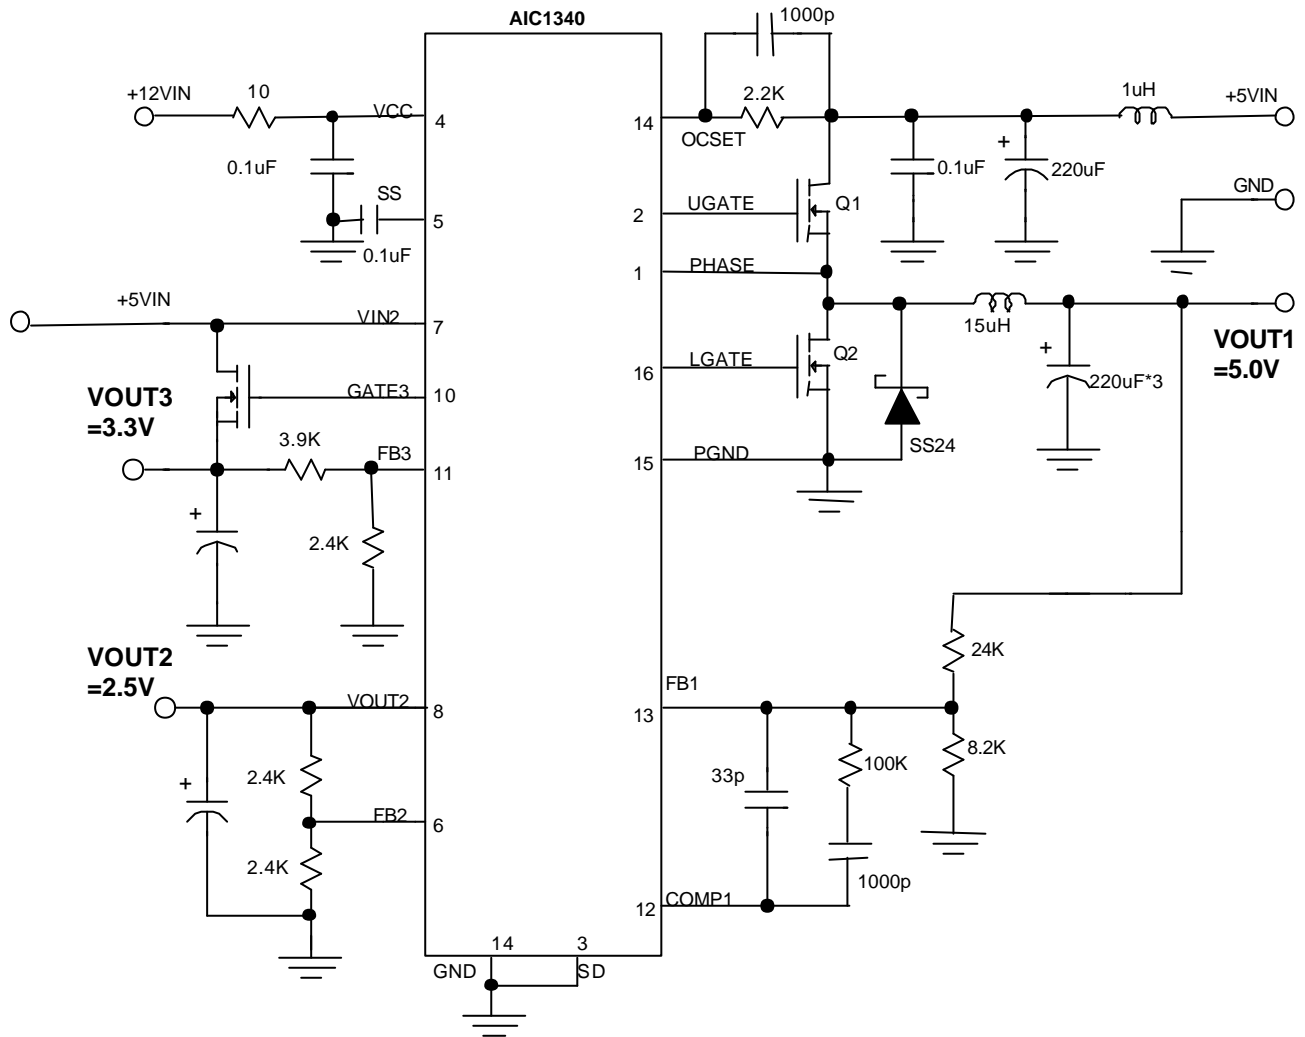 AIC1340
1000p
+12VIN
10
VCC
4
0.1uF
SS
5
0.1uF
14
OCSET
2.2K
1uH
+5VIN
0.1uF
+
220uF
GND
2
UGATE
Q1
1
PHASE
+5VIN
VIN2
7
15uH
VOUT1
=5.0V
16
LGATE
Q2
+
220uF*3
VOUT3
=3.3V
GATE3
10
3.9K
FB3
11
15
PGND
SS24
+
2.4K
24K
VOUT2
=2.5V
VOUT2
8
FB1
13
8.2K
100K
33p
+
2.4K
FB2
6
2.4K
1000p
12
COMP1
14
3
GND
SD